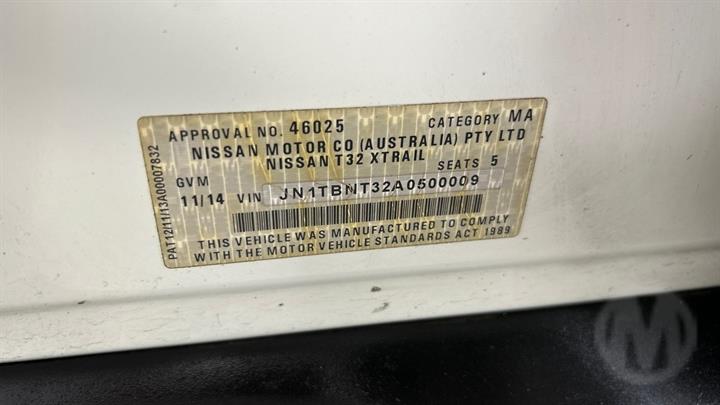 APPROVAL NO. 46025 CATEGORY MA
NISSAN MOTOR CO (AUSTRALIA) PTY LTD
NISSAN T32 XTRAIL
GVM SEATS 5
11/14 VIN JN1TBNT32A0500009
THIS VEHICLE WAS MANUFACTURED TO COMPLY
WITH THE MOTOR VEHICLE STANDARDS ACT 1989
PAT12/11/13A00007832
M